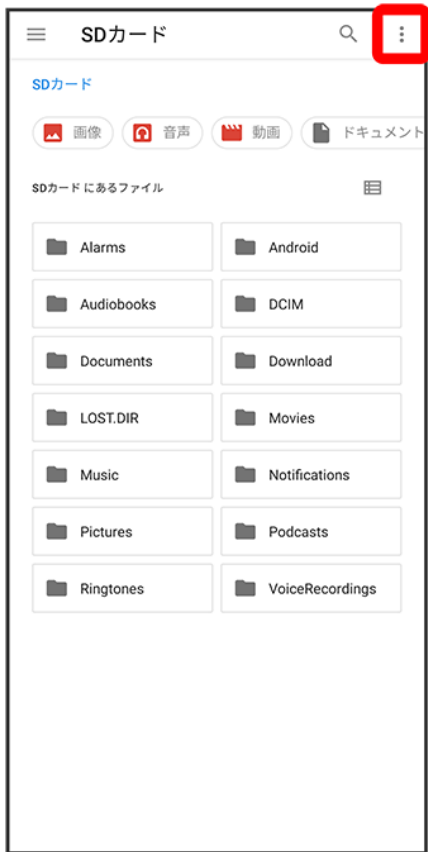 SDカード
SDカード
画像 音声 動画 ドキュメント
SDカード にあるファイル
Alarms Android
Audiobooks DCIM
Documents Download
LOST.DIR Movies
Music Notifications
Pictures Podcasts
Ringtones VoiceRecordings